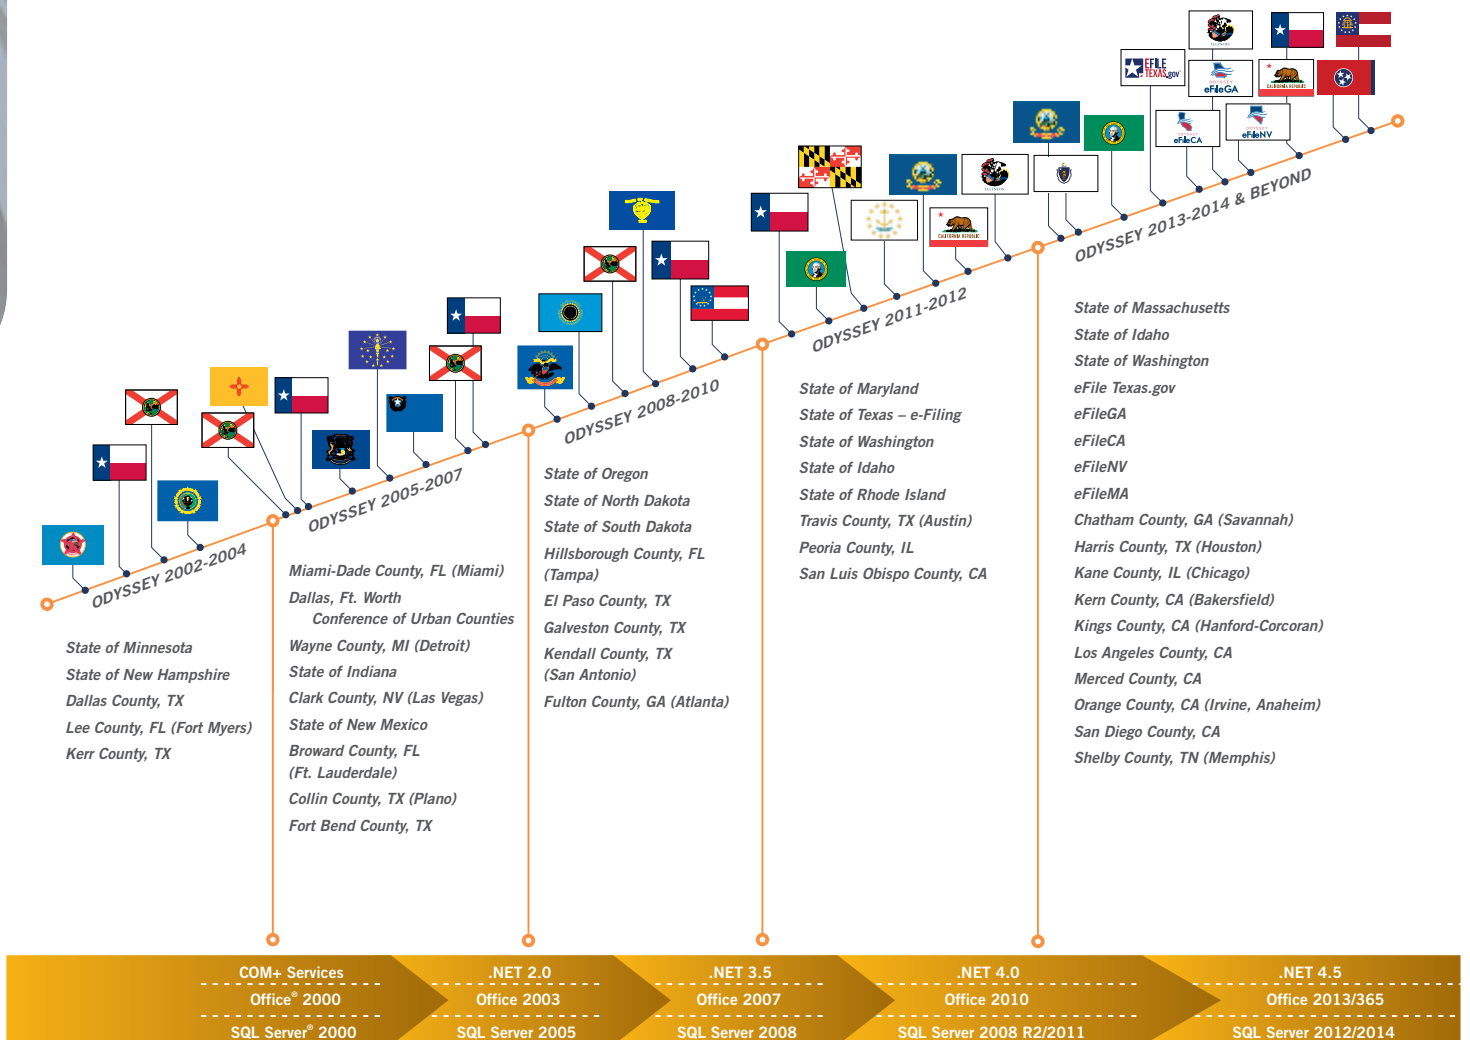 ILLINOIS
EFILE
TEXAS.gov
ODYSSEY
eFileGA
CALIFORNIA REPUBLIC
ODYSSEY
eFileCA
ODYSSEY
eFileNV
ILLINOIS
CALIFORNIA REPUBLIC
ODYSSEY 2013-2014 & BEYOND
ODYSSEY 2011-2012
ODYSSEY 2008-2010
ODYSSEY 2005-2007
ODYSSEY 2002-2004
State of Minnesota
State of New Hampshire
Dallas County, TX
Lee County, FL (Fort Myers)
Kerr County, TX
Miami-Dade County, FL (Miami)
Dallas, Ft. Worth
Conference of Urban Counties
Wayne County, MI (Detroit)
State of Indiana
Clark County, NV (Las Vegas)
State of New Mexico
Broward County, FL
(Ft. Lauderdale)
Collin County, TX (Plano)
Fort Bend County, TX
State of Oregon
State of North Dakota
State of South Dakota
Hillsborough County, FL
(Tampa)
El Paso County, TX
Galveston County, TX
Kendall County, TX
(San Antonio)
Fulton County, GA (Atlanta)
State of Maryland
State of Texas – e-Filing
State of Washington
State of Idaho
State of Rhode Island
Travis County, TX (Austin)
Peoria County, IL
San Luis Obispo County, CA
State of Massachusetts
State of Idaho
State of Washington
eFile Texas.gov
eFileGA
eFileCA
eFileNV
eFileMA
Chatham County, GA (Savannah)
Harris County, TX (Houston)
Kane County, IL (Chicago)
Kern County, CA (Bakersfield)
Kings County, CA (Hanford-Corcoran)
Los Angeles County, CA
Merced County, CA
Orange County, CA (Irvine, Anaheim)
San Diego County, CA
Shelby County, TN (Memphis)
COM+ Services
Office® 2000
SQL Server® 2000
.NET 2.0
Office 2003
SQL Server 2005
.NET 3.5
Office 2007
SQL Server 2008
.NET 4.0
Office 2010
SQL Server 2008 R2/2011
.NET 4.5
Office 2013/365
SQL Server 2012/2014